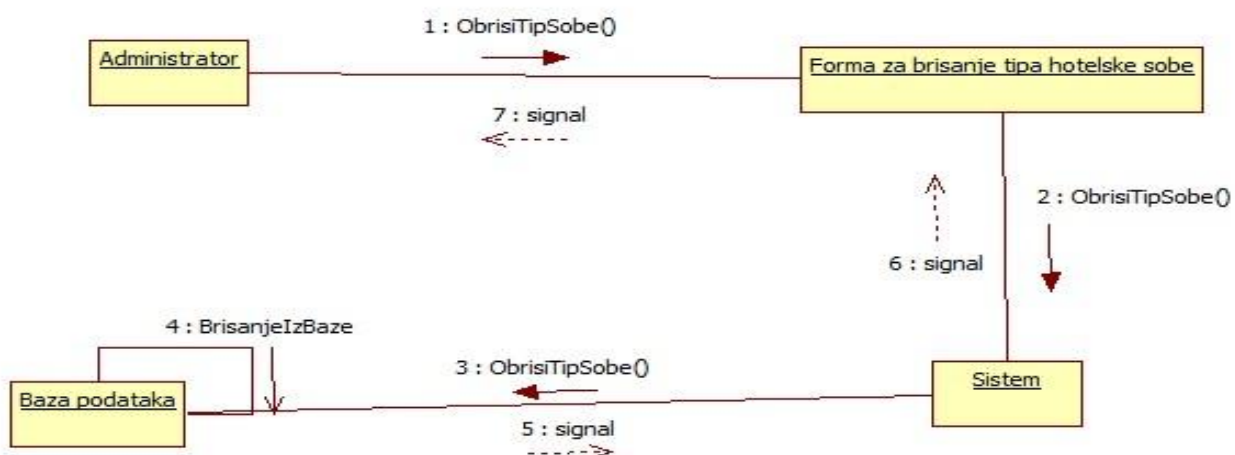 1 : ObrisiTipSobe()
Administrator
Forma za brisanje tipa hotelske sobe
7 : signal
2 : ObrisiTipSobe()
6 : signal
4 : BrisanjeIzBaze
3 : ObrisiTipSobe()
Sistem
Baza podataka
5 : signal